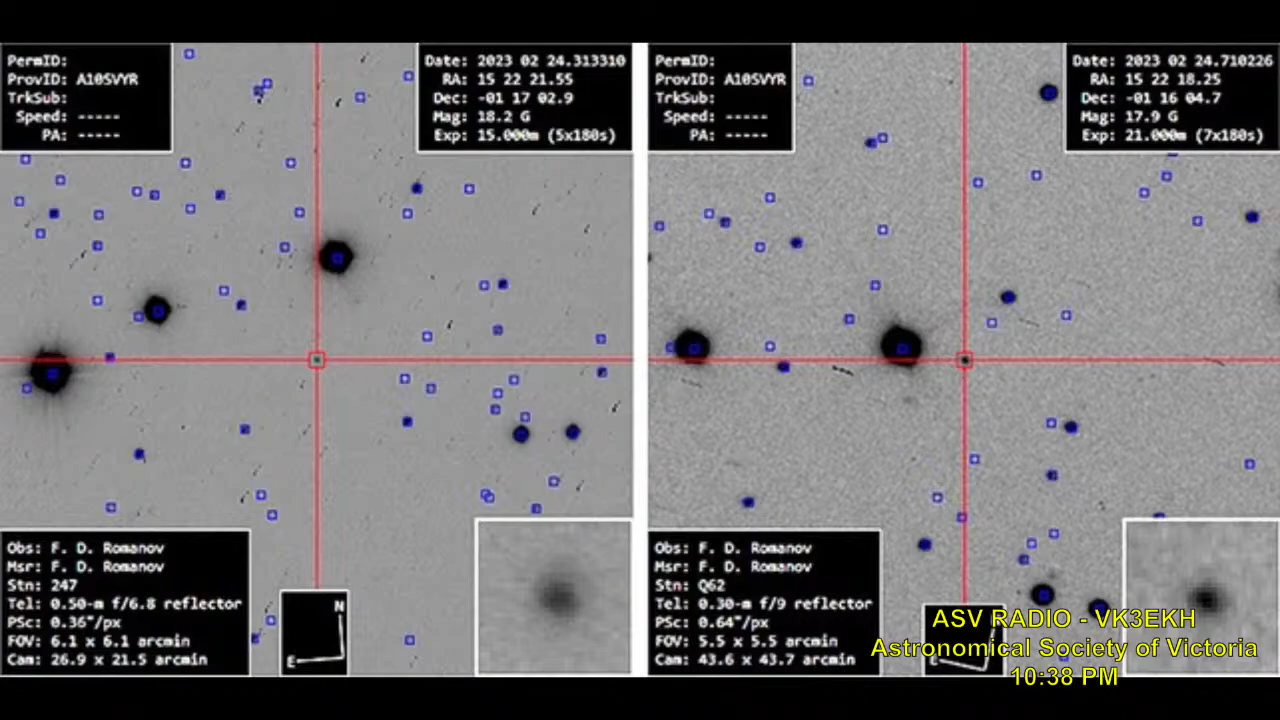 PermID:
ProvID: A10SVYR
TrkSub:
Speed: -----
PA: -----
Date: 2023 02 24.313310
RA: 15 22 21.55
Dec: -01 17 02.9
Mag: 18.2 G
Exp: 15.000m (5x180s)
Obs: F. D. Romanov
Msr: F. D. Romanov
Stn: 247
Tel: 0.50-m f/6.8 reflector
PSc: 0.36"/px
FOV: 6.1 x 6.1 arcmin
Cam: 26.9 x 21.5 arcmin
N
E
PermID:
ProvID: A10SVYR
TrkSub:
Speed: -----
PA: -----
Date: 2023 02 24.710226
RA: 15 22 18.25
Dec: -01 16 04.7
Mag: 17.9 G
Exp: 21.000m (7x180s)
Obs: F. D. Romanov
Msr: F. D. Romanov
Stn: Q62
Tel: 0.30-m f/9 reflector
PSc: 0.64"/px
FOV: 5.5 x 5.5 arcmin
Cam: 43.6 x 43.7 arcmin
E
ASV RADIO - VK3EKH
Astronomical Society of Victoria
10:38 PM